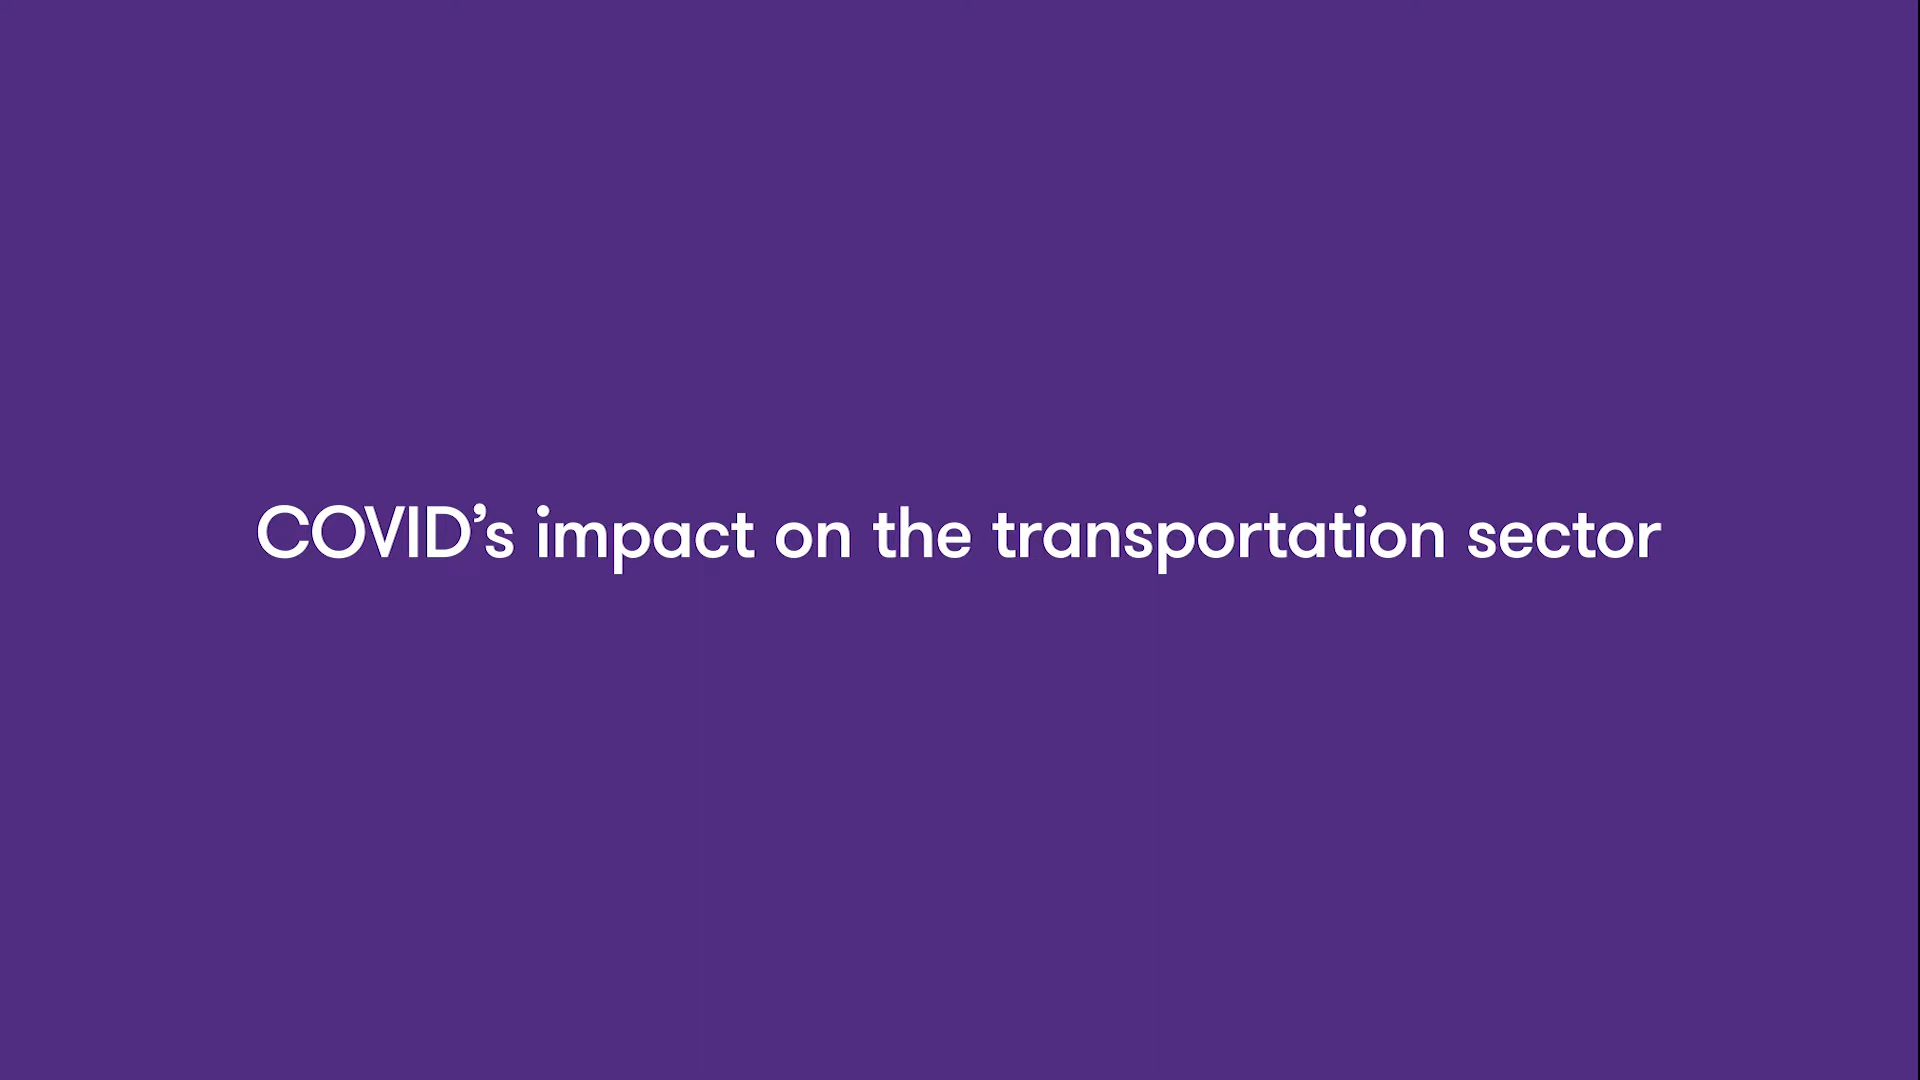 COVID’s impact on the transportation sector